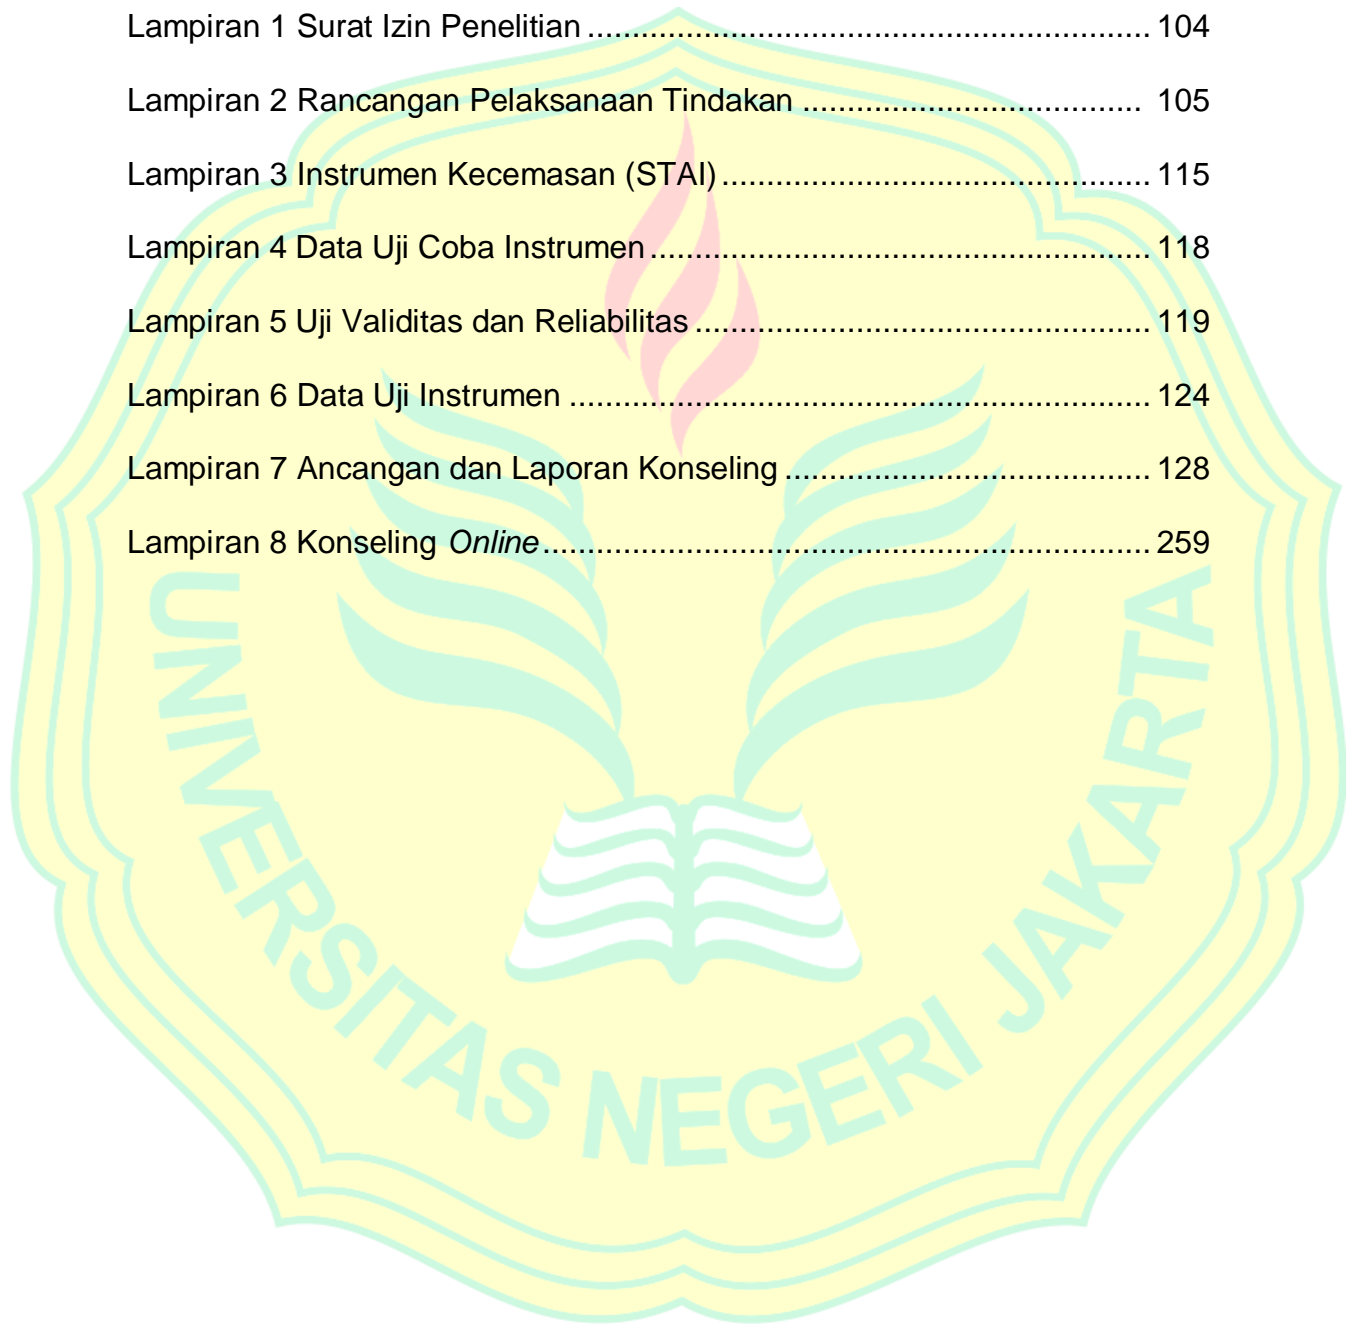 Lampiran 1 Surat Izin Penelitian ............................................................... 104
Lampiran 2 Rancangan Pelaksanaan Tindakan ...................................... 105
Lampiran 3 Instrumen Kecemasan (STAI) ................................................ 115
Lampiran 4 Data Uji Coba Instrumen ........................................................ 118
Lampiran 5 Uji Validitas dan Reliabilitas ................................................... 119
Lampiran 6 Data Uji Instrumen ................................................................. 124
Lampiran 7 Ancangan dan Laporan Konseling ......................................... 128
Lampiran 8 Konseling Online .................................................................... 259
UNIVERSITAS NEGERI JAKARTA